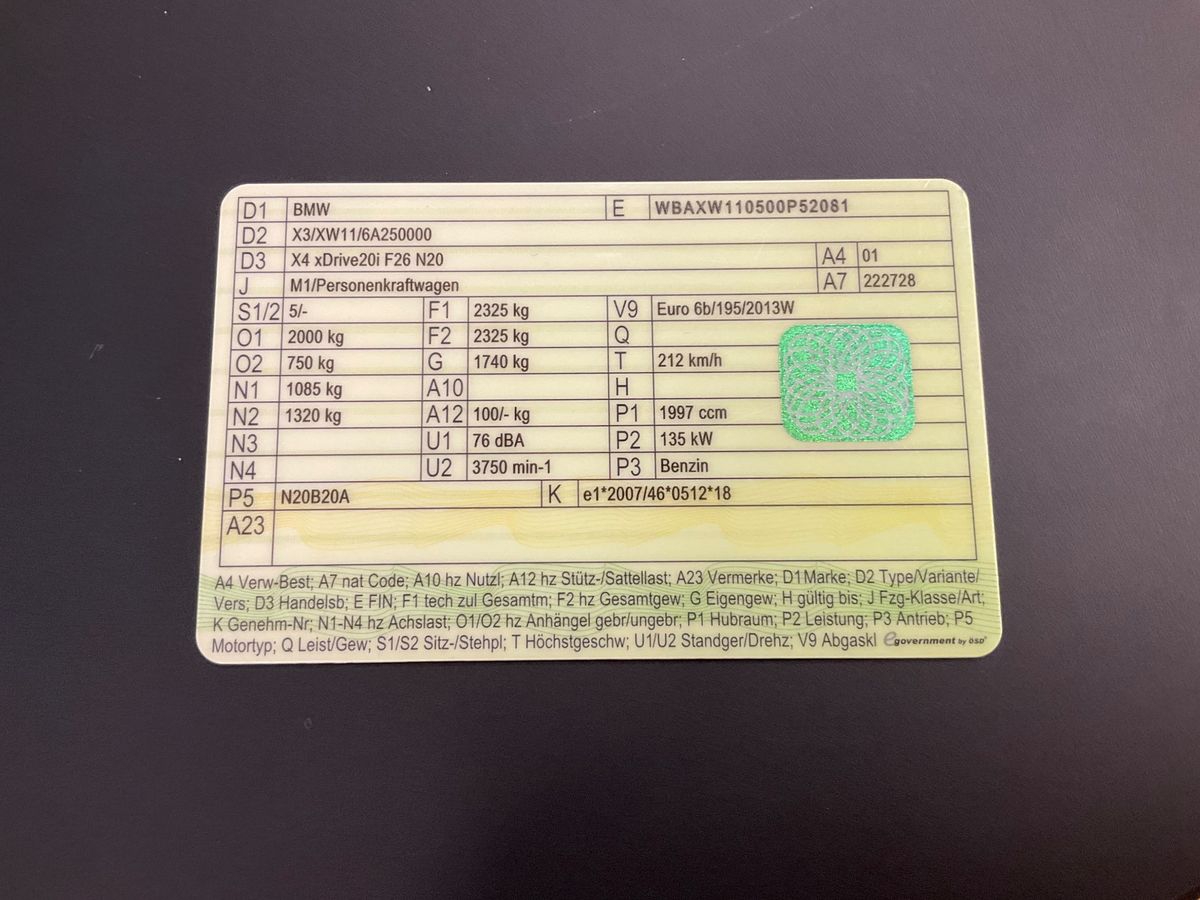 D1 BMW E WBAXW110500P52081
D2 X3/XW11/6A250000
D3 X4 xDrive20i F26 N20 A4 01
J M1/Personenkraftwagen A7 222728
S1/2 5/- F1 2325 kg V9 Euro 6b/195/2013W
O1 2000 kg F2 2325 kg Q
O2 750 kg G 1740 kg T 212 km/h
N1 1085 kg A10 H
N2 1320 kg A12 100/- kg P1 1997 ccm
N3 U1 76 dBA P2 135 kW
N4 U2 3750 min-1 P3 Benzin
P5 N20B20A K e1*2007/46*0512*18
A23
A4 Verw-Best; A7 nat Code; A10 hz Nutzl; A12 hz Stütz-/Sattellast; A23 Vermerke; D1Marke; D2 Type/Variante/
Vers; D3 Handelsb; E FIN; F1 tech zul Gesamtm; F2 hz Gesamtgew; G Eigengew; H gültig bis; J Fzg-Klasse/Art;
K Genehm-Nr; N1-N4 hz Achslast; O1/O2 hz Anhängel gebr/ungebr; P1 Hubraum; P2 Leistung; P3 Antrieb; P5
Motortyp; Q Leist/Gew; S1/S2 Sitz-/Stehpl; T Höchstgeschw; U1/U2 Standger/Drehz; V9 Abgaskl egovernment by ÖSD